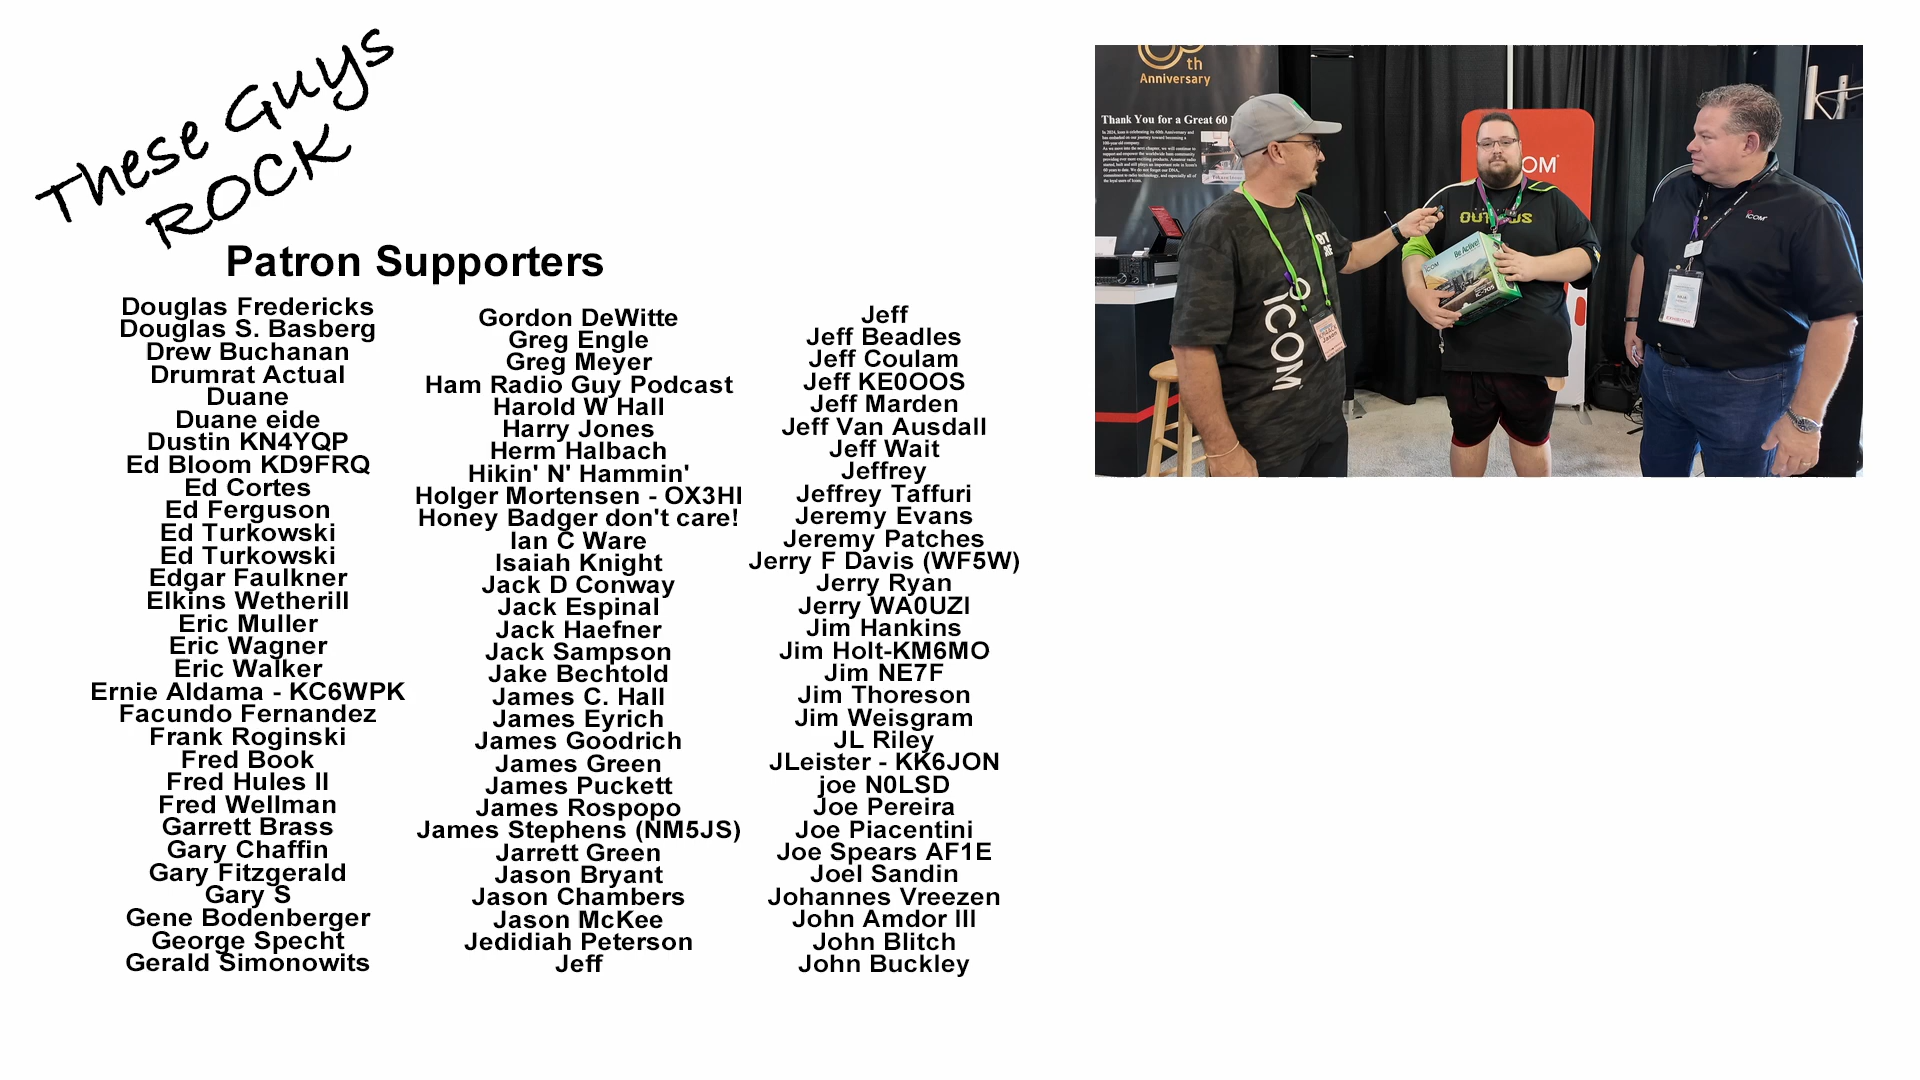 These Guys
ROCK
Patron Supporters
Douglas Fredericks
Douglas S. Basberg
Drew Buchanan
Drumrat Actual
Duane
Duane eide
Dustin KN4YQP
Ed Bloom KD9FRQ
Ed Cortes
Ed Ferguson
Ed Turkowski
Ed Turkowski
Edgar Faulkner
Elkins Wetherill
Eric Muller
Eric Wagner
Eric Walker
Ernie Aldama - KC6WPK
Facundo Fernandez
Frank Roginski
Fred Book
Fred Hules II
Fred Wellman
Garrett Brass
Gary Chaffin
Gary Fitzgerald
Gary S
Gene Bodenberger
George Specht
Gerald Simonowits
Gordon DeWitte
Greg Engle
Greg Meyer
Ham Radio Guy Podcast
Harold W Hall
Harry Jones
Herm Halbach
Hikin' N' Hammin'
Holger Mortensen - OX3HI
Honey Badger don't care!
Ian C Ware
Isaiah Knight
Jack D Conway
Jack Espinal
Jack Haefner
Jack Sampson
Jake Bechtold
James C. Hall
James Eyrich
James Goodrich
James Green
James Puckett
James Rospopo
James Stephens (NM5JS)
Jarrett Green
Jason Bryant
Jason Chambers
Jason McKee
Jedidiah Peterson
Jeff
Jeff
Jeff Beadles
Jeff Coulam
Jeff KE0OOS
Jeff Marden
Jeff Van Ausdall
Jeff Wait
Jeffrey
Jeffrey Taffuri
Jeremy Evans
Jeremy Patches
Jerry F Davis (WF5W)
Jerry Ryan
Jerry WA0UZI
Jim Hankins
Jim Holt-KM6MO
Jim NE7F
Jim Thoreson
Jim Weisgram
JL Riley
JLeister - KK6JON
joe N0LSD
Joe Pereira
Joe Piacentini
Joe Spears AF1E
Joel Sandin
Johannes Vreezen
John Amdor III
John Blitch
John Buckley
th
Anniversary
Thank You for a Great 60
ICOM
OM
ICOM
Be Active!
ICOM
IC-705
Jason
EXHIBITOR